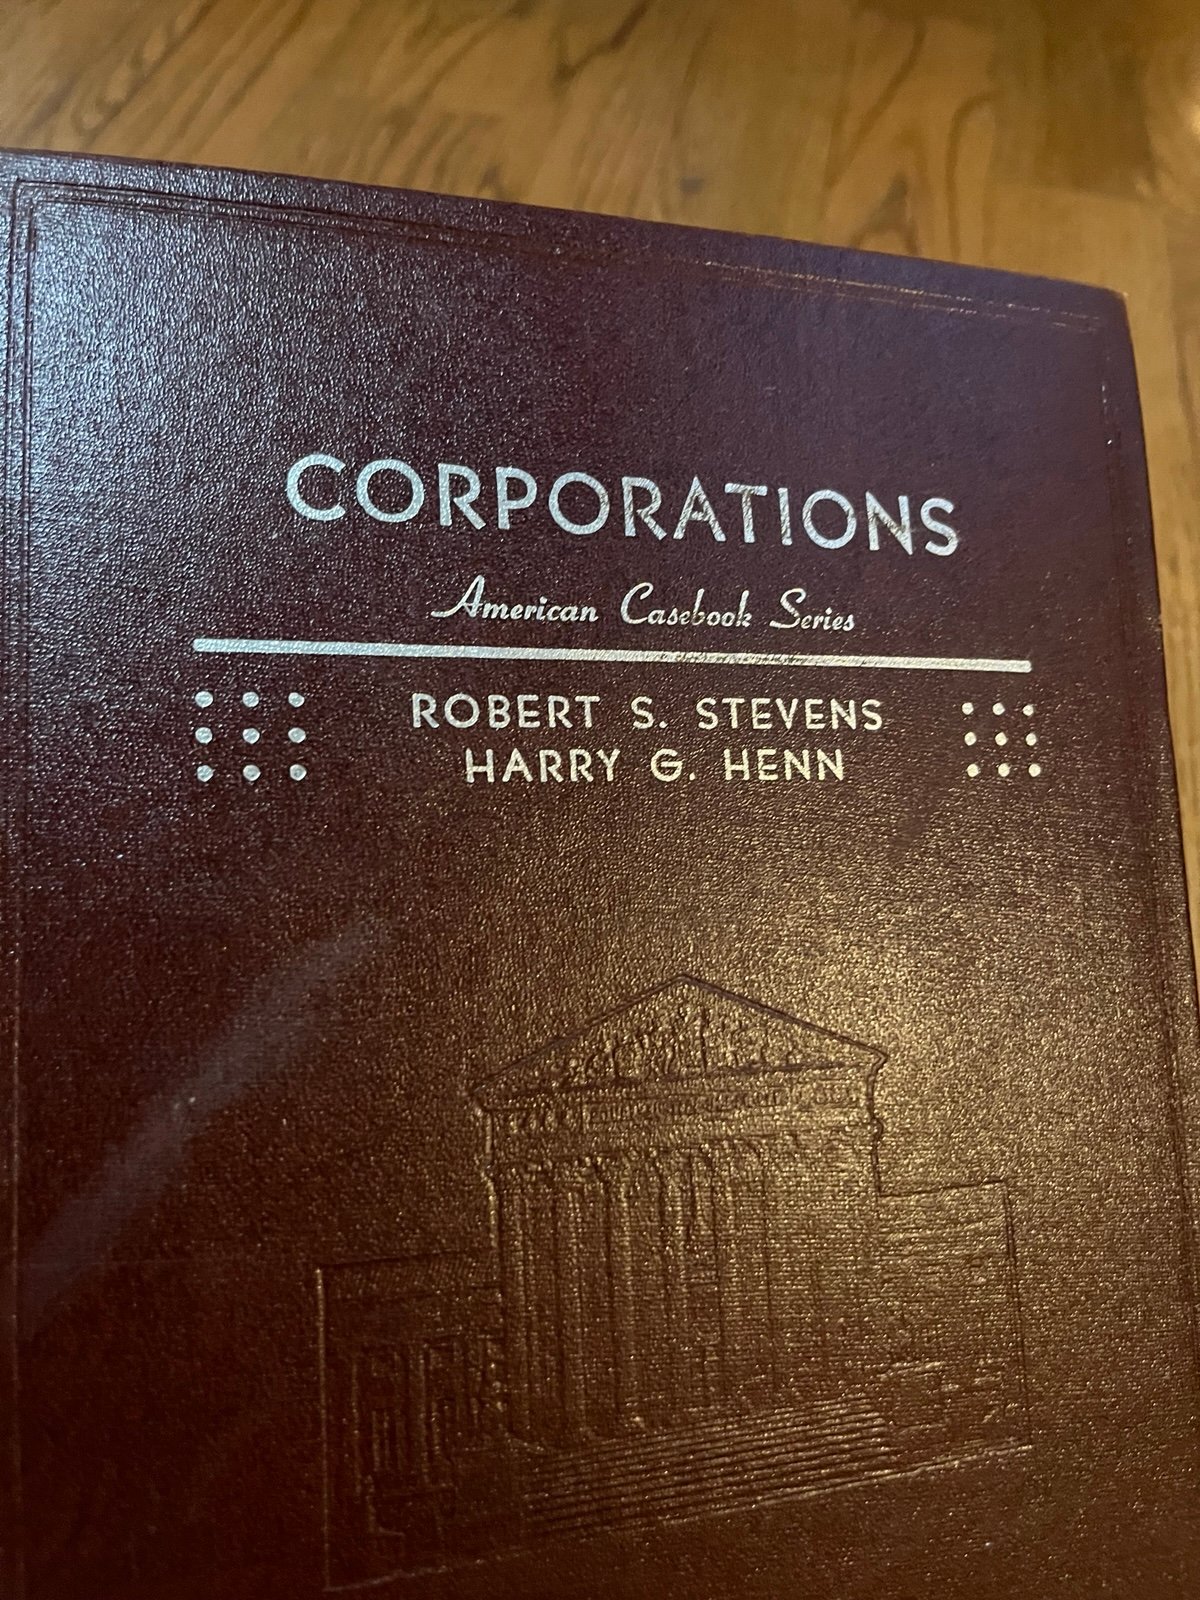 CORPORATIONS
American Casebook Series
ROBERT S. STEVENS
HARRY G. HENN